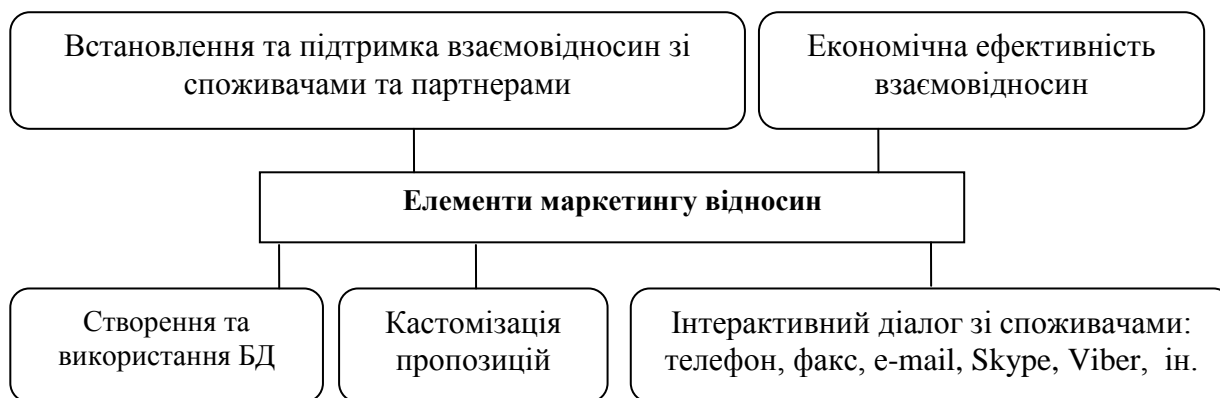 Встановлення та підтримка взаємовідносин зі
споживачами та партнерами
Економічна ефективність
взаємовідносин
Елементи маркетингу відносин
Створення та
використання БД
Кастомізація
пропозицій
Інтерактивний діалог зі споживачами:
телефон, факс, e-mail, Skype, Viber, ін.